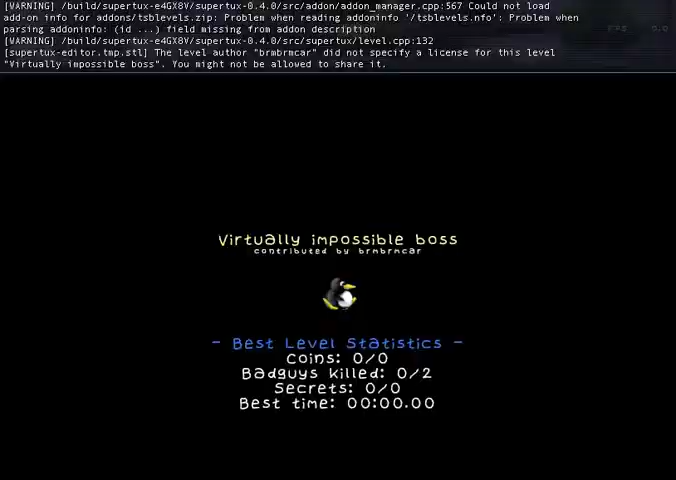 [WARNING] /build/supertux-e4GX8V/supertux-0.4.0/src/addon/addon_manager.cpp:567 Could not load
add-on info for addons/tsblevels.zip: Problem when reading addoninfo '/tsblevels.nfo': Problem when
parsing addoninfo: (id ...) field missing from addon description
[WARNING] /build/supertux-e4GX8V/supertux-0.4.0/src/supertux/level.cpp:132
[supertux-editor.tmp.stl] The level author "brmbrmcar" did not specify a license for this level
"Virtually impossible boss". You might not be allowed to share it.
FPS 0.0
Virtually impossible boss
contributed by brmbrmcar
- Best Level Statistics -
Coins: 0/0
Badguys killed: 0/2
Secrets: 0/0
Best time: 00:00.00